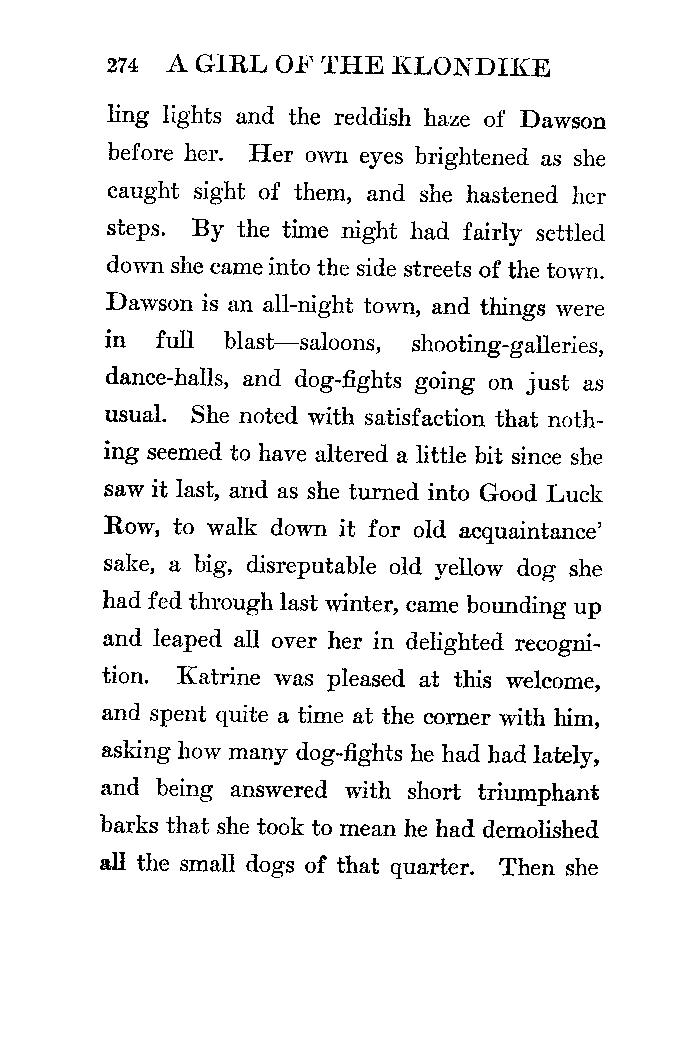 274 A GIRL OF THE KLONDIKE
ling lights and the reddish haze of Dawson
before her. Her own eyes brightened as she
caught sight of them, and she hastened her
steps. By the time night had fairly settled
down she came into the side streets of the town.
Dawson is an all-night town, and things were
in full blast—saloons, shooting-galleries,
dance-halls, and dog-fights going on just as
usual. She noted with satisfaction that noth-
ing seemed to have altered a little bit since she
saw it last, and as she turned into Good Luck
Row, to walk down it for old acquaintance'
sake, a big, disreputable old yellow dog she
had fed through last winter, came bounding up
and leaped all over her in delighted recogni-
tion. Katrine was pleased at this welcome,
and spent quite a time at the corner with him,
asking how many dog-fights he had had lately,
and being answered with short triumphant
barks that she took to mean he had demolished
all the small dogs of that quarter. Then she